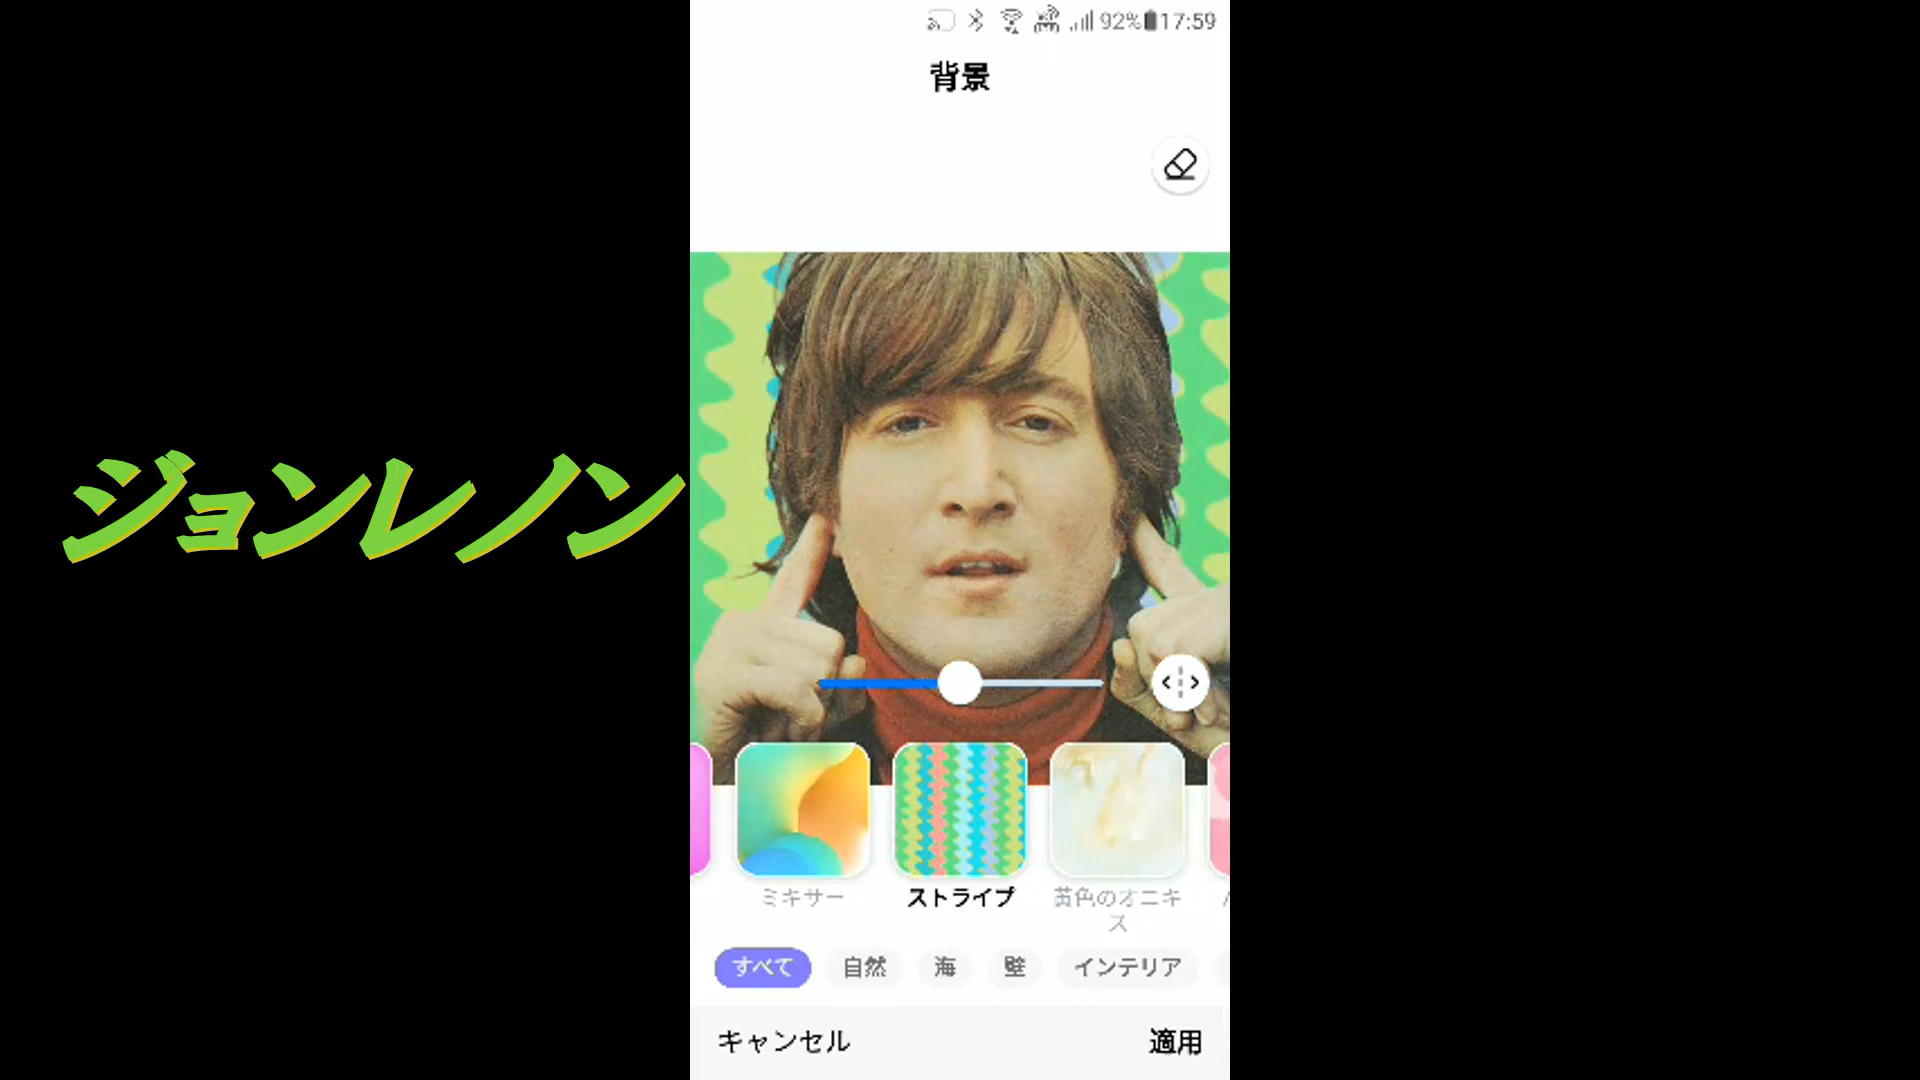 92% 17:59
背景
ジョンレノン
ミキサー
ストライプ
黄色のオニキ
ス
すべて
自然
海
壁
インテリア
キャンセル
適用